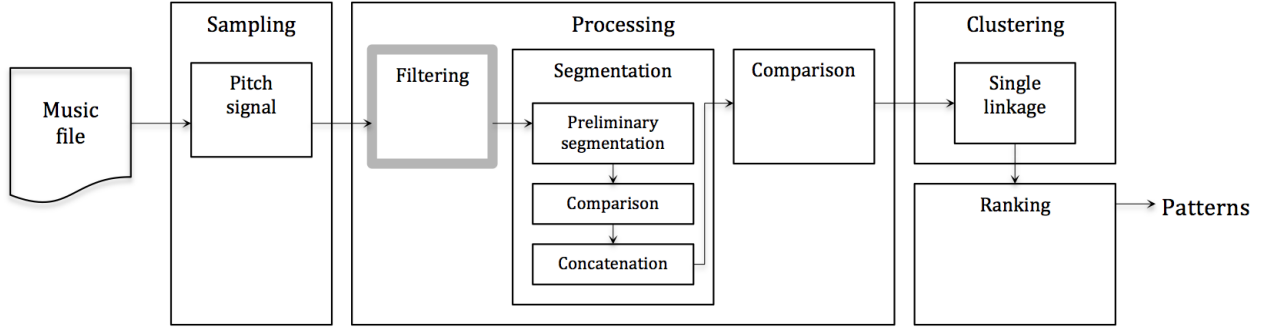 Music
file
Sampling
Pitch
signal
Processing
Filtering
Segmentation
Preliminary
segmentation
Comparison
Concatenation
Comparison
Clustering
Single
linkage
Ranking
Patterns